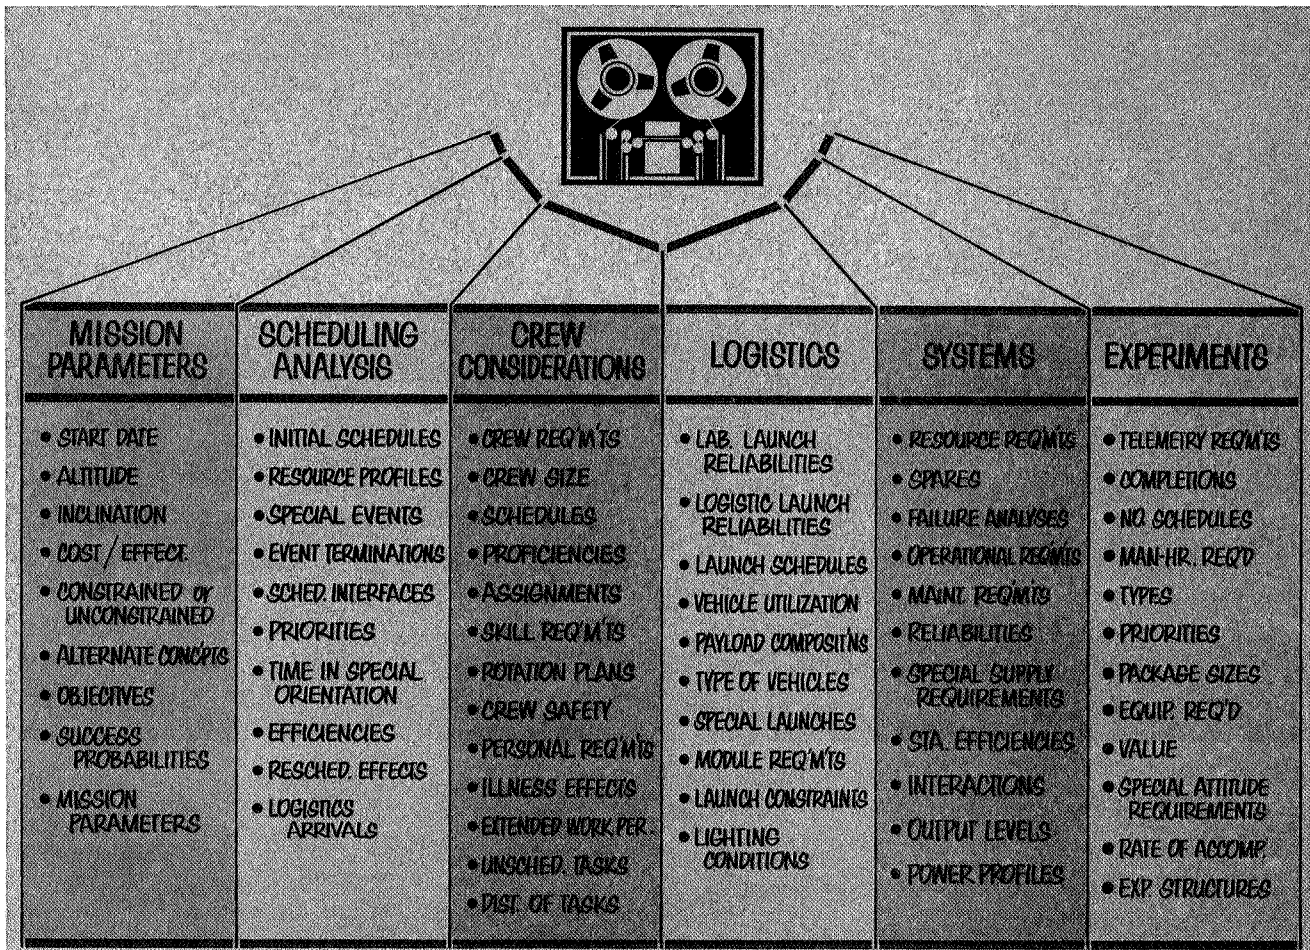 MISSION
PARAMETERS
• START DATE
• ALTITUDE
• INCLINATION
• COST/EFFECT.
• CONSTRAINED or
UNCONSTRAINED
• ALTERNATE CONC'PTS
• OBJECTIVES
• SUCCESS
PROBABILITIES
• MISSION
PARAMETERS
SCHEDULING
ANALYSIS
• INITIAL SCHEDULES
• RESOURCE PROFILES
• SPECIAL EVENTS
• EVENT TERMINATIONS
• SCHED. INTERFACES
• PRIORITIES
• TIME IN SPECIAL
ORIENTATION
• EFFICIENCIES
• RESCHED. EFFECTS
• LOGISTICS
ARRIVALS
CREW
CONSIDERATIONS
• CREW REQ'M'TS
• CREW SIZE
• SCHEDULES
• PROFICIENCIES
• ASSIGNMENTS
• SKILL REQ'M'TS
• ROTATION PLANS
• CREW SAFETY
• PERSONAL REQ'M'TS
• ILLNESS EFFECTS
• EXTENDED WORK PER.
• UNSCHED. TASKS
• DIST. OF TASKS
LOGISTICS
• LAB. LAUNCH
RELIABILITIES
• LOGISTIC LAUNCH
RELIABILITIES
• LAUNCH SCHEDULES
• VEHICLE UTILIZATION
• PAYLOAD COMPOSIT'NS
• TYPE OF VEHICLES
• SPECIAL LAUNCHES
• MODULE REQ'M'TS
• LAUNCH CONSTRAINTS
• LIGHTING
CONDITIONS
SYSTEMS
• RESOURCE REQ'M'TS
• SPARES
• FAILURE ANALYSES
• OPERATIONAL REQ'M'TS
• MAINT. REQ'M'TS
• RELIABILITIES
• SPECIAL SUPPLY
REQUIREMENTS
• STA. EFFICIENCIES
• INTERACTIONS
• OUTPUT LEVELS
• POWER PROFILES
EXPERIMENTS
• TELEMETRY REQ'M'TS
• COMPLETIONS
• NO. SCHEDULES
• MAN-HR. REQ'D
• TYPES
• PRIORITIES
• PACKAGE SIZES
• EQUIP. REQ'D
• VALUE
• SPECIAL ATTITUDE
REQUIREMENTS
• RATE OF ACCOMP.
• EXP. STRUCTURES